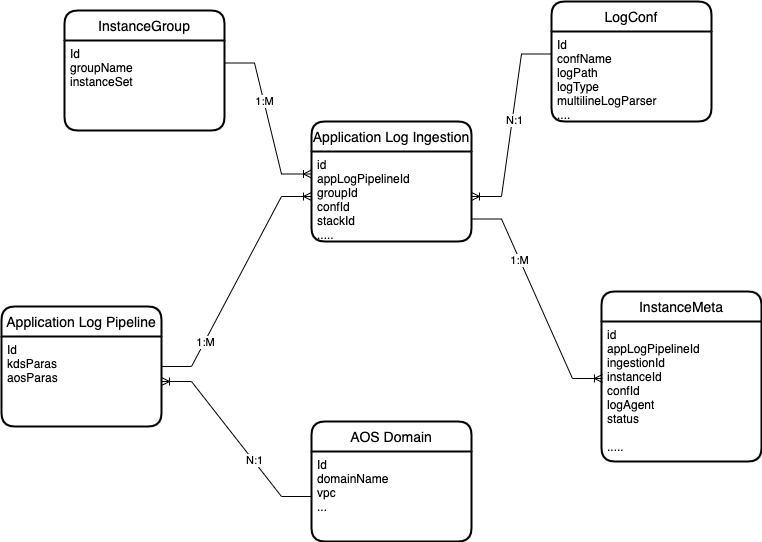 InstanceGroup
Id
groupName
instanceSet
LogConf
Id
confName
logPath
logType
multilineLogParser
....
1:M
N:1
Application Log Ingestion
id
appLogPipelineId
groupId
confId
stackId
.....
1:M
1:M
Application Log Pipeline
Id
kdsParas
aosParas
InstanceMeta
id
appLogPipelineId
ingestionId
instanceId
confId
logAgent
status
.....
N:1
AOS Domain
Id
domainName
vpc
...